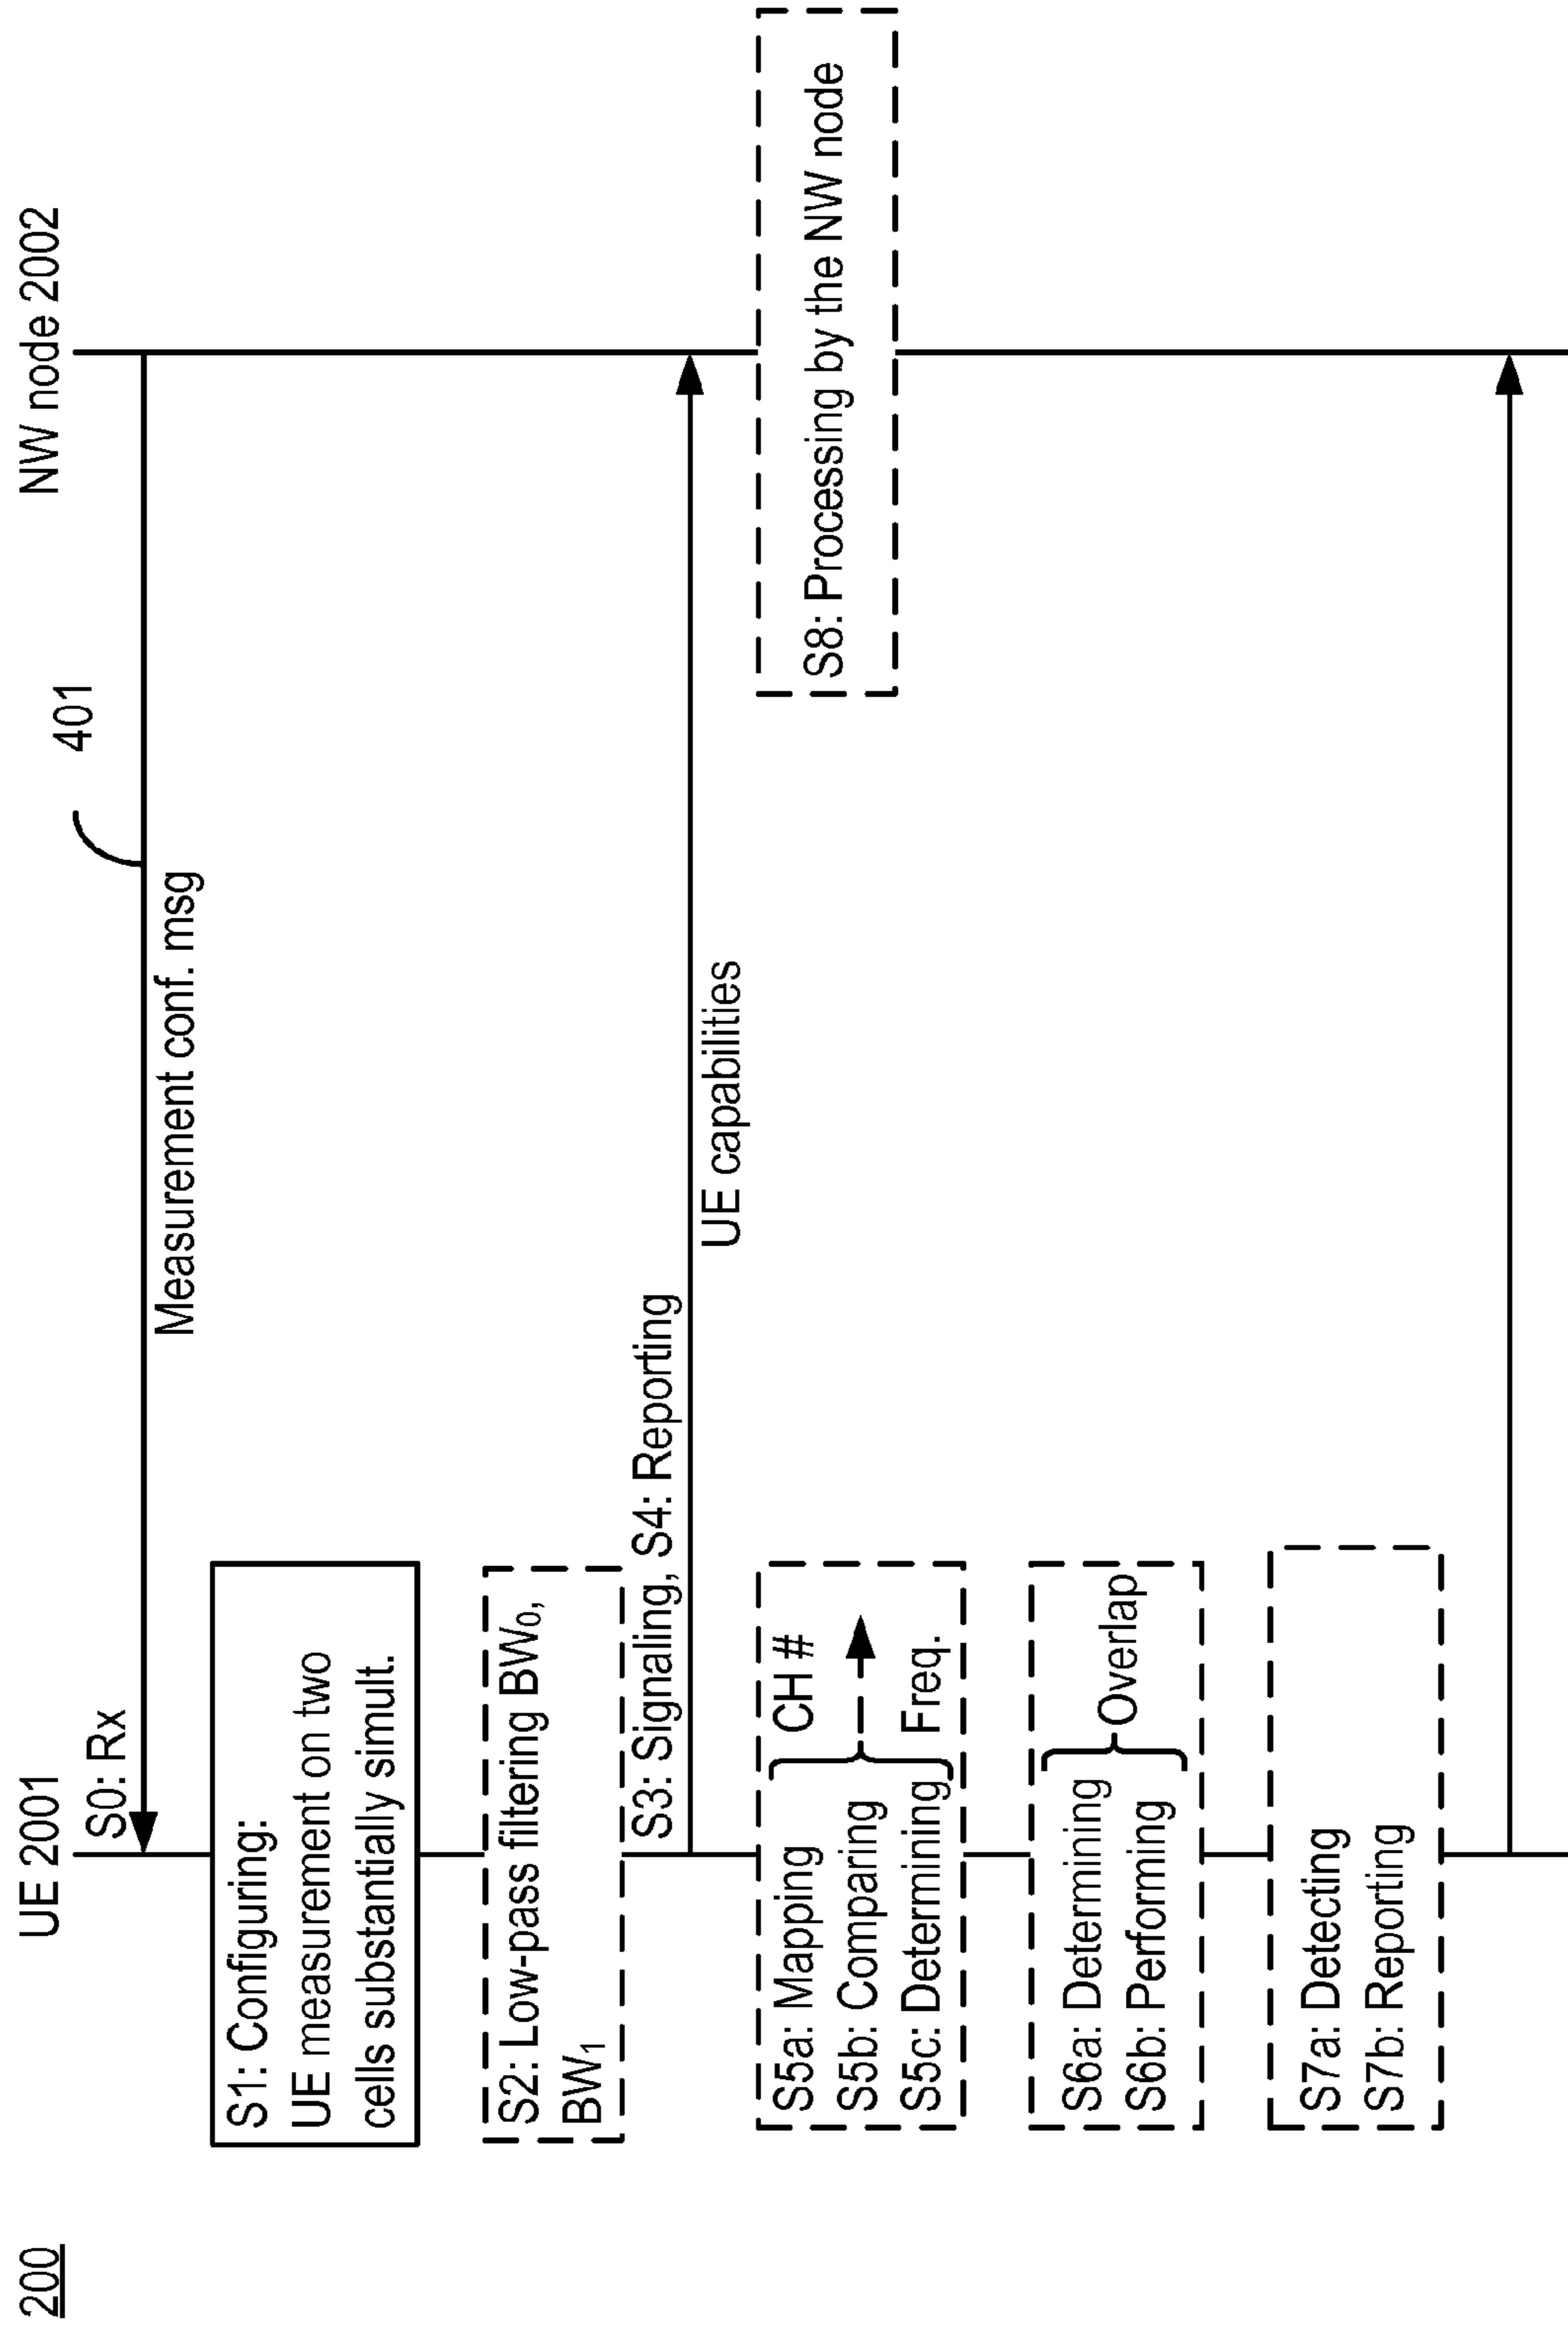 200
UE 2001
NW node 2002
401
S0: Rx
Measurement conf. msg
S1: Configuring:
UE measurement on two
cells substantially simult.
S2: Low-pass filtering BW₀,
BW₁
S3: Signaling, S4: Reporting
UE capabilities
S5a: Mapping
S5b: Comparing
S5c: Determining
CH #
Freq.
S8: Processing by the NW node
S6a: Determining
S6b: Performing
Overlap
S7a: Detecting
S7b: Reporting